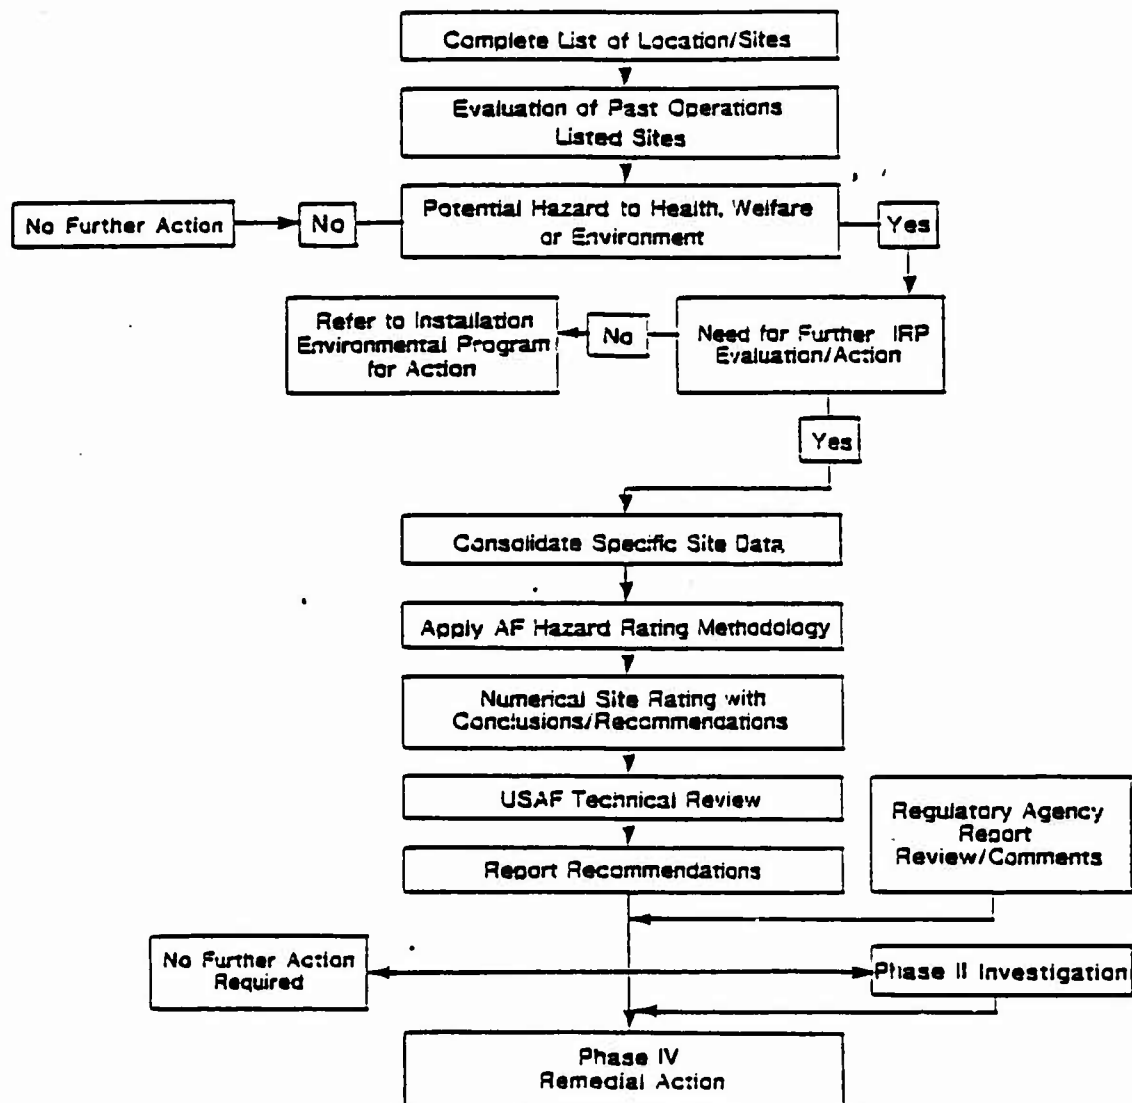 Complete List of Location/Sites
Evaluation of Past Operations
Listed Sites
Potential Hazard to Health, Welfare
or Environment
No Further Action
No
Yes
Refer to Installation
Environmental Program
for Action
No
Need for Further IRP
Evaluation/Action
Yes
Consolidate Specific Site Data
Apply AF Hazard Rating Methodology
Numerical Site Rating with
Conclusions/Recommendations
USAF Technical Review
Regulatory Agency
Report
Review/Comments
Report Recommendations
No Further Action
Required
Phase II Investigation
Phase IV
Remedial Action